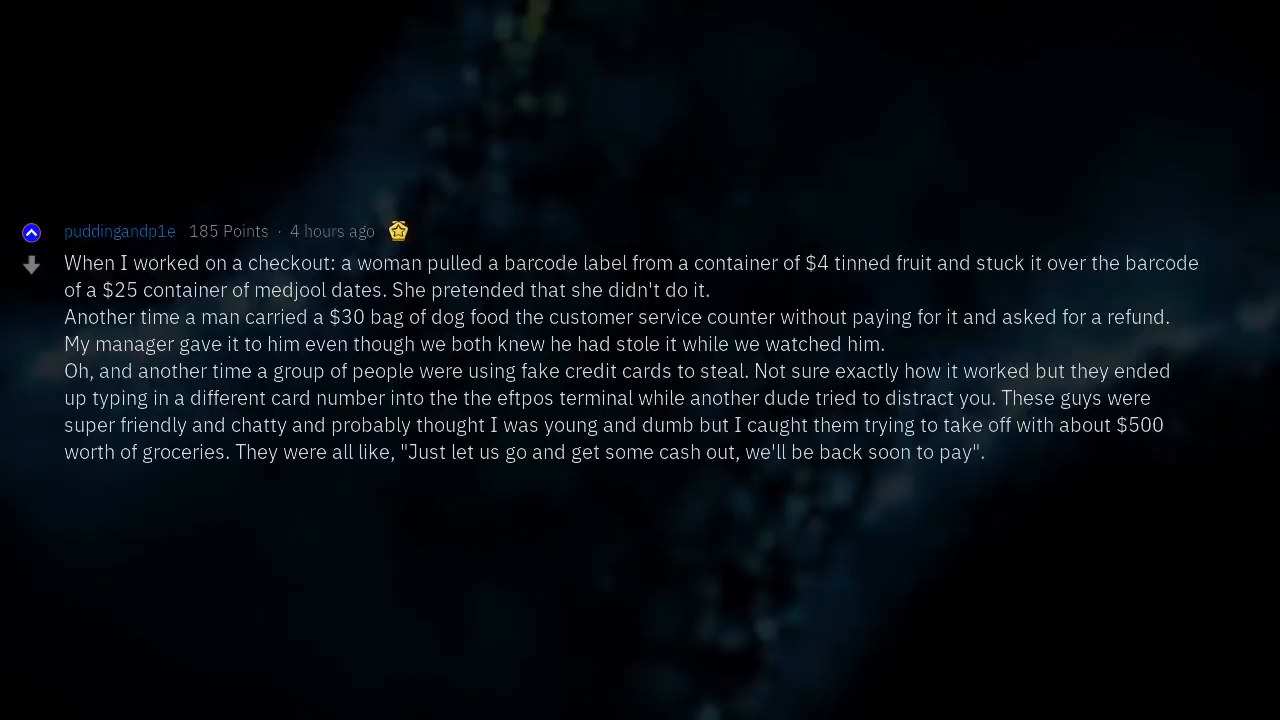 puddingandp1e 185 Points · 4 hours ago
When I worked on a checkout: a woman pulled a barcode label from a container of $4 tinned fruit and stuck it over the barcode
of a $25 container of medjool dates. She pretended that she didn't do it.
Another time a man carried a $30 bag of dog food the customer service counter without paying for it and asked for a refund.
My manager gave it to him even though we both knew he had stole it while we watched him.
Oh, and another time a group of people were using fake credit cards to steal. Not sure exactly how it worked but they ended
up typing in a different card number into the the eftpos terminal while another dude tried to distract you. These guys were
super friendly and chatty and probably thought I was young and dumb but I caught them trying to take off with about $500
worth of groceries. They were all like, "Just let us go and get some cash out, we'll be back soon to pay".